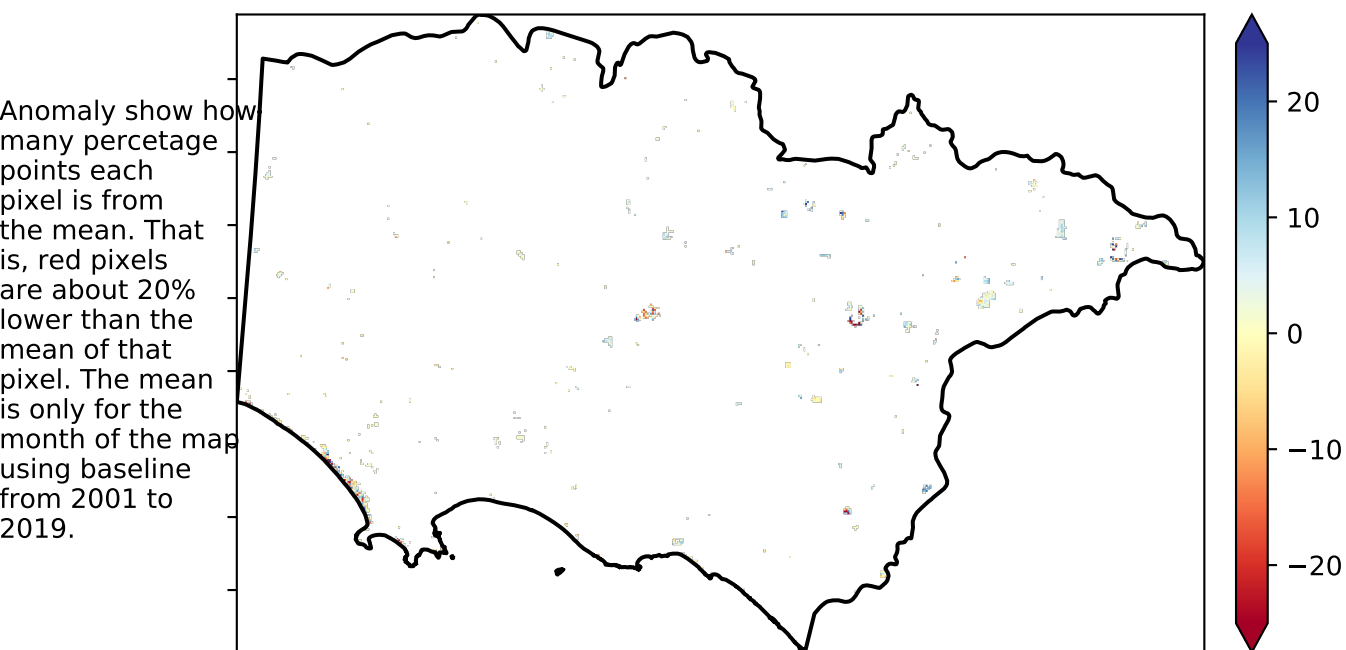 Anomaly show how
many percetage
points each
pixel is from
the mean. That
is, red pixels
are about 20%
lower than the
mean of that
pixel. The mean
is only for the
month of the map
using baseline
from 2001 to
2019.
20
10
0
−10
−20